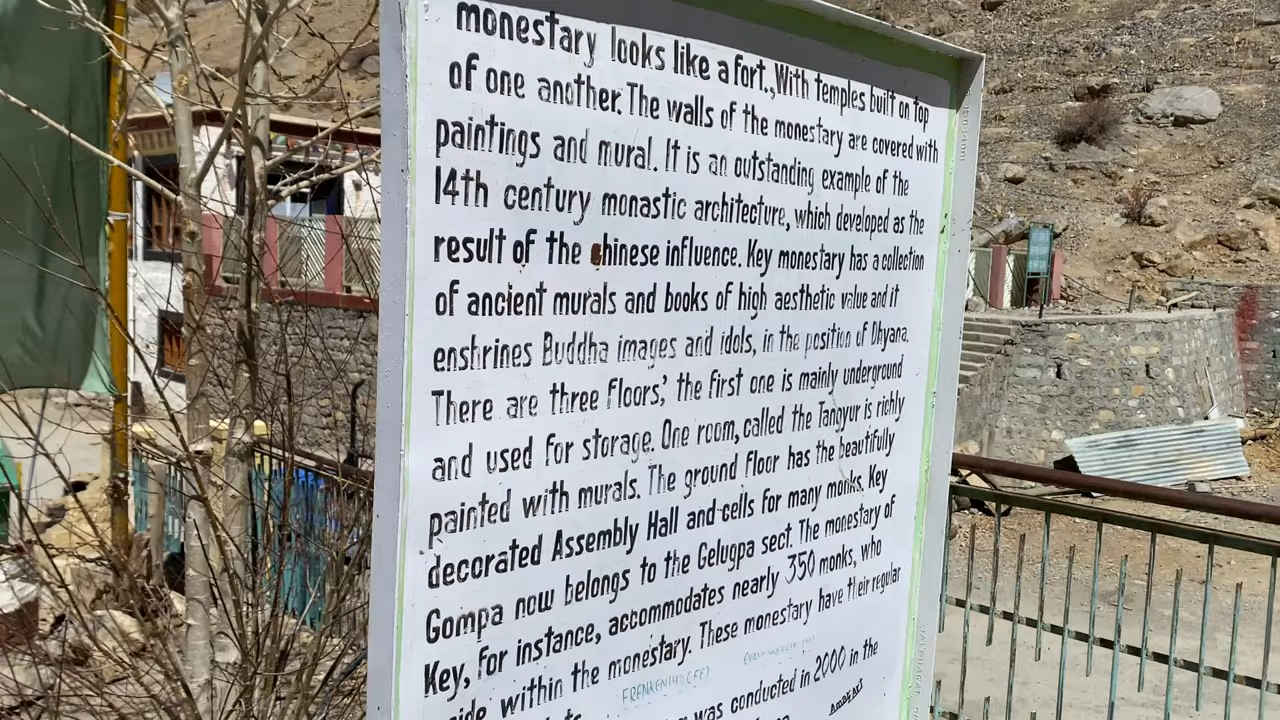 monestary looks like a fort.,With Temples built on top
of one another. The walls of the monestary are covered with
paintings and mural. It is an outstanding example of the
14th century monastic architecture, which developed as the
result of the chinese influence. Key monestary has a collection
of ancient murals and books of high aesthetic value and it
enshrines Buddha images and idols, in the position of Dhyana.
There are three floors,' the first one is mainly underground
and used for storage. One room, called the Tangyur is richly
painted with murals. The ground floor has the beautifully
decorated Assembly Hall and cells for many monks. Key
Gompa now belongs to the Gelugpa sect. The monastery of
Key, for instance, accommodates nearly 350 monks, who
within the monestary. These monestary have their regular
was conducted in 2000 in the